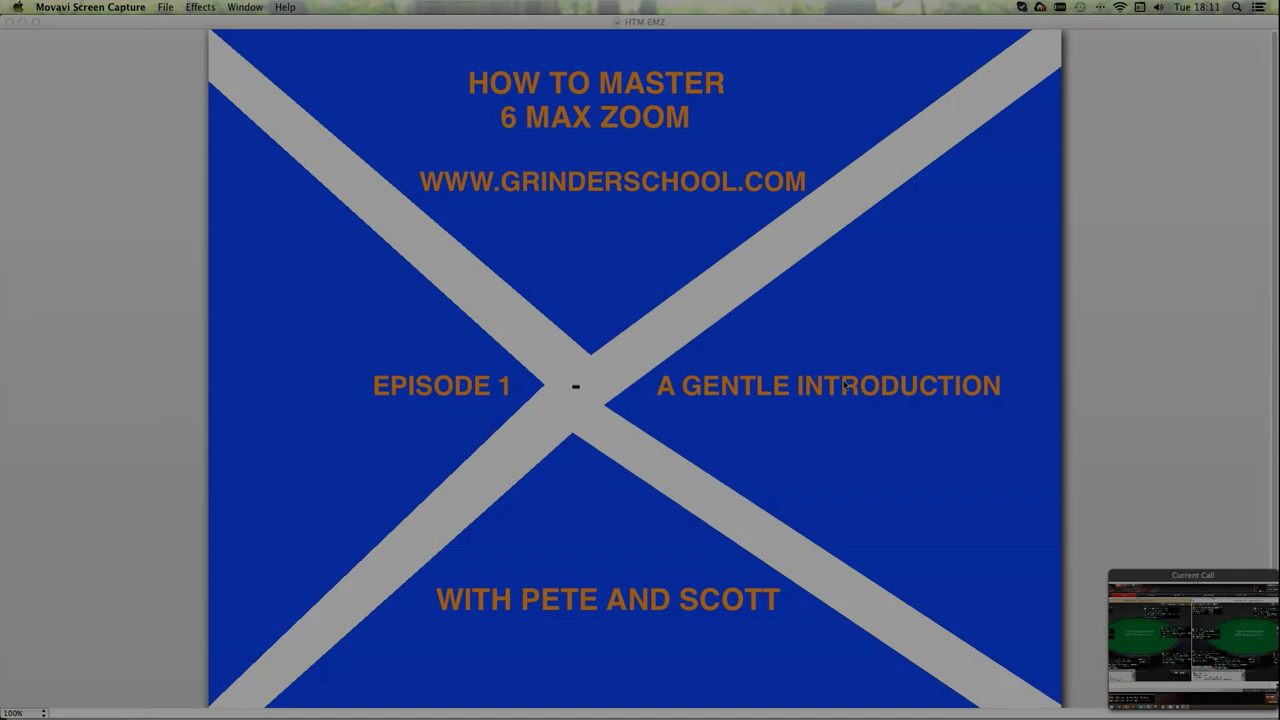 Movavi Screen Capture File Effects Window Help Tue 18:11
HTM 6MZ
HOW TO MASTER
6 MAX ZOOM
WWW.GRINDERSCHOOL.COM
EPISODE 1 - A GENTLE INTRODUCTION
WITH PETE AND SCOTT
Current Call
100%